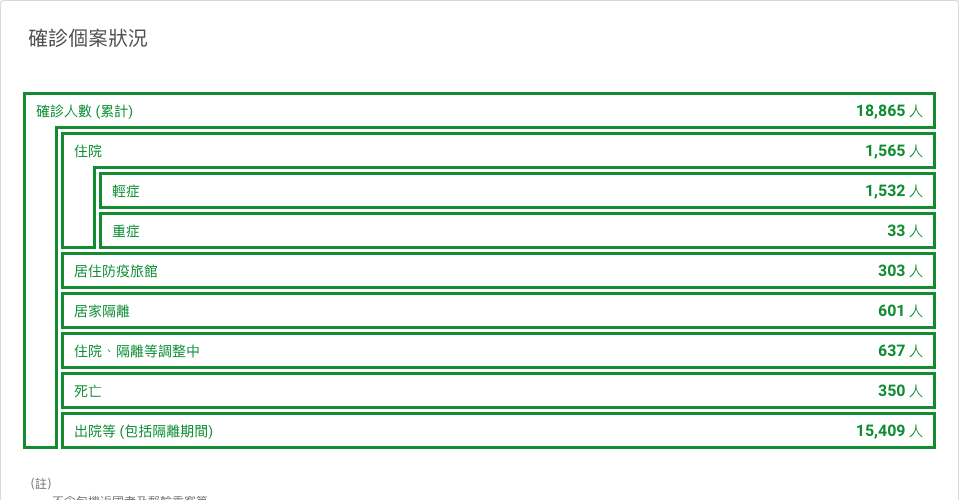 確診個案狀況
確診人數 (累計) 18,865 人
住院 1,565 人
輕症 1,532 人
重症 33 人
居住防疫旅館 303 人
居家隔離 601 人
住院、隔離等調整中 637 人
死亡 350 人
出院等 (包括隔離期間) 15,409 人
(註)